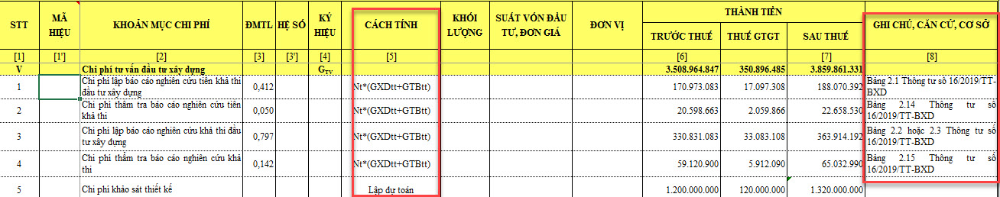 STT MÃ HIỆU KHOẢN MỤC CHI PHÍ ĐMTL HỆ SỐ KÝ HIỆU CÁCH TÍNH KHỐI LƯỢNG SUẤT VỐN ĐẦU TƯ, ĐƠN GIÁ ĐƠN VỊ THÀNH TIỀN GHI CHÚ, CĂN CỨ, CƠ SỞ
TRƯỚC THUẾ THUẾ GTGT SAU THUẾ
[1] [1'] [2] [3] [3'] [4] [5] [6] [7] [8]
V Chi phí tư vấn đầu tư xây dựng GTV 3.508.964.847 350.896.485 3.859.861.331
1 Chi phí lập báo cáo nghiên cứu tiền khả thi đầu tư xây dựng 0,412 Nt*(GXDtt+GTBtt) 170.973.083 17.097.308 188.070.392 Bảng 2.1 Thông tư số 16/2019/TT-BXD
2 Chi phí thẩm tra báo cáo nghiên cứu tiền khả thi 0,050 Nt*(GXDtt+GTBtt) 20.598.663 2.059.866 22.658.530 Bảng 2.14 Thông tư số 16/2019/TT-BXD
3 Chi phí lập báo cáo nghiên cứu khả thi đầu tư xây dựng 0,797 Nt*(GXDtt+GTBtt) 330.831.083 33.083.108 363.914.192 Bảng 2.2 hoặc 2.3 Thông tư số 16/2019/TT-BXD
4 Chi phí thẩm tra báo cáo nghiên cứu khả thi 0,142 Nt*(GXDtt+GTBtt) 59.120.900 5.912.090 65.032.990 Bảng 2.15 Thông tư số 16/2019/TT-BXD
5 Chi phí khảo sát thiết kế Lập dự toán 1.200.000.000 120.000.000 1.320.000.000